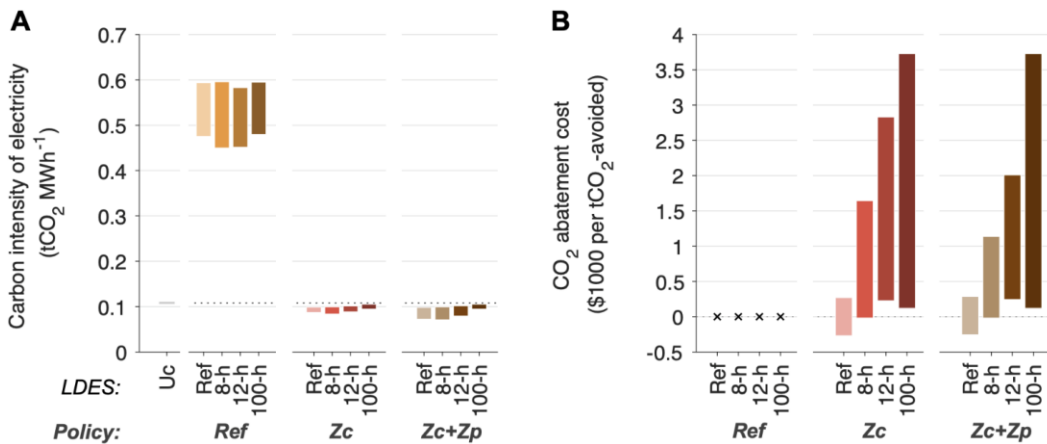 A
Carbon intensity of electricity
(tCO₂ MWh⁻¹)
0.7
0.6
0.5
0.4
0.3
0.2
0.1
0
LDES:
Uc
Ref
8-h
12-h
100-h
Ref
8-h
12-h
100-h
Ref
8-h
12-h
100-h
Policy:
Ref
Zc
Zc+Zp
B
CO₂ abatement cost
($1000 per tCO₂-avoided)
4
3.5
3
2.5
2
1.5
1
0.5
0
-0.5
Ref
8-h
12-h
100-h
Ref
8-h
12-h
100-h
Ref
8-h
12-h
100-h
Ref
Zc
Zc+Zp